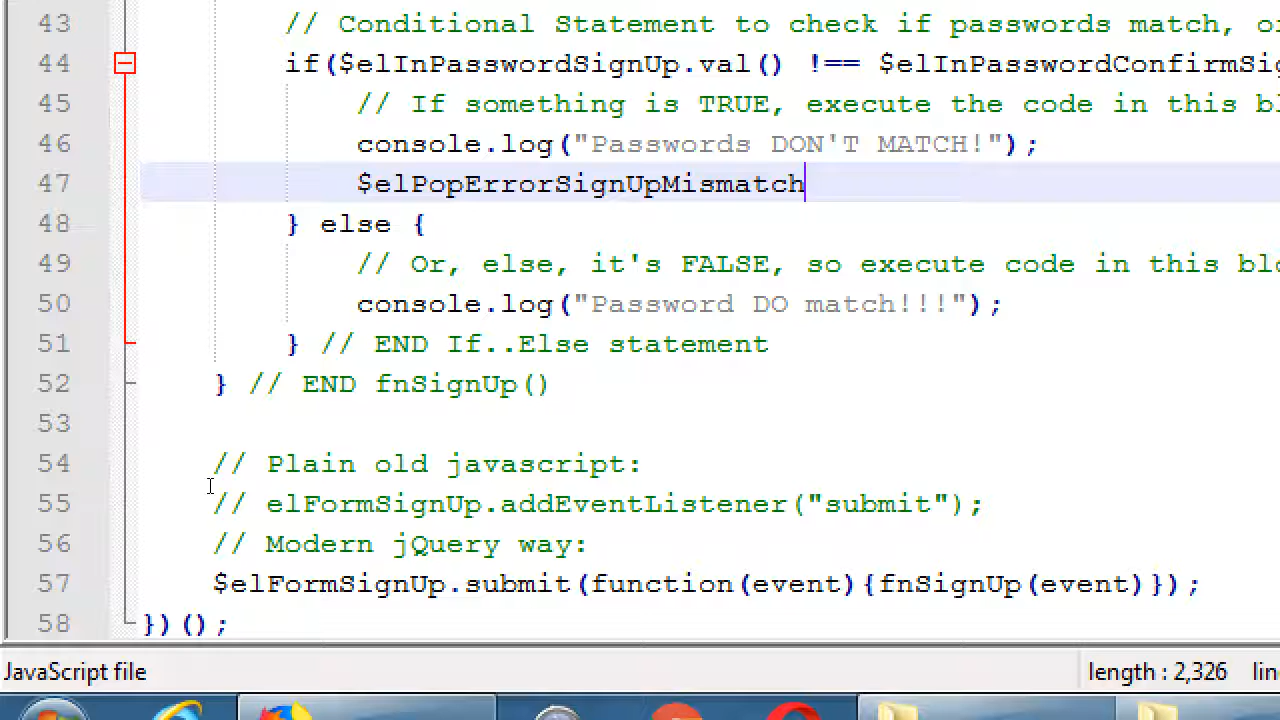 43 // Conditional Statement to check if passwords match, or
44 if($elInPasswordSignUp.val() !== $elInPasswordConfirmSig
45 // If something is TRUE, execute the code in this bl
46 console.log("Passwords DON'T MATCH!");
47 $elPopErrorSignUpMismatch
48 } else {
49 // Or, else, it's FALSE, so execute code in this blo
50 console.log("Password DO match!!!");
51 } // END If..Else statement
52 } // END fnSignUp()
53
54 // Plain old javascript:
55 // elFormSignUp.addEventListener("submit");
56 // Modern jQuery way:
57 $elFormSignUp.submit(function(event){fnSignUp(event)});
58 })();
JavaScript file length : 2,326 lin